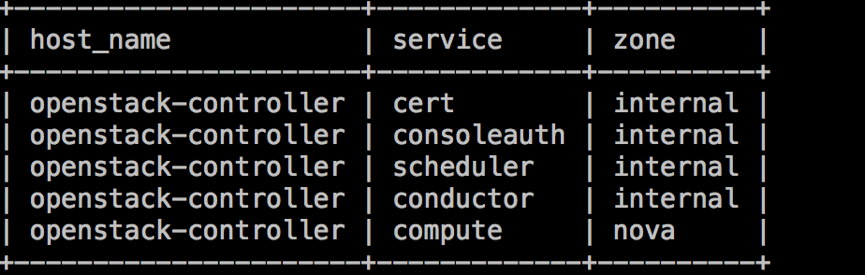 +----------------------+-------------+----------+
| host_name            | service     | zone     |
+----------------------+-------------+----------+
| openstack-controller | cert        | internal |
| openstack-controller | consoleauth | internal |
| openstack-controller | scheduler   | internal |
| openstack-controller | conductor   | internal |
| openstack-controller | compute     | nova     |
+----------------------+-------------+----------+